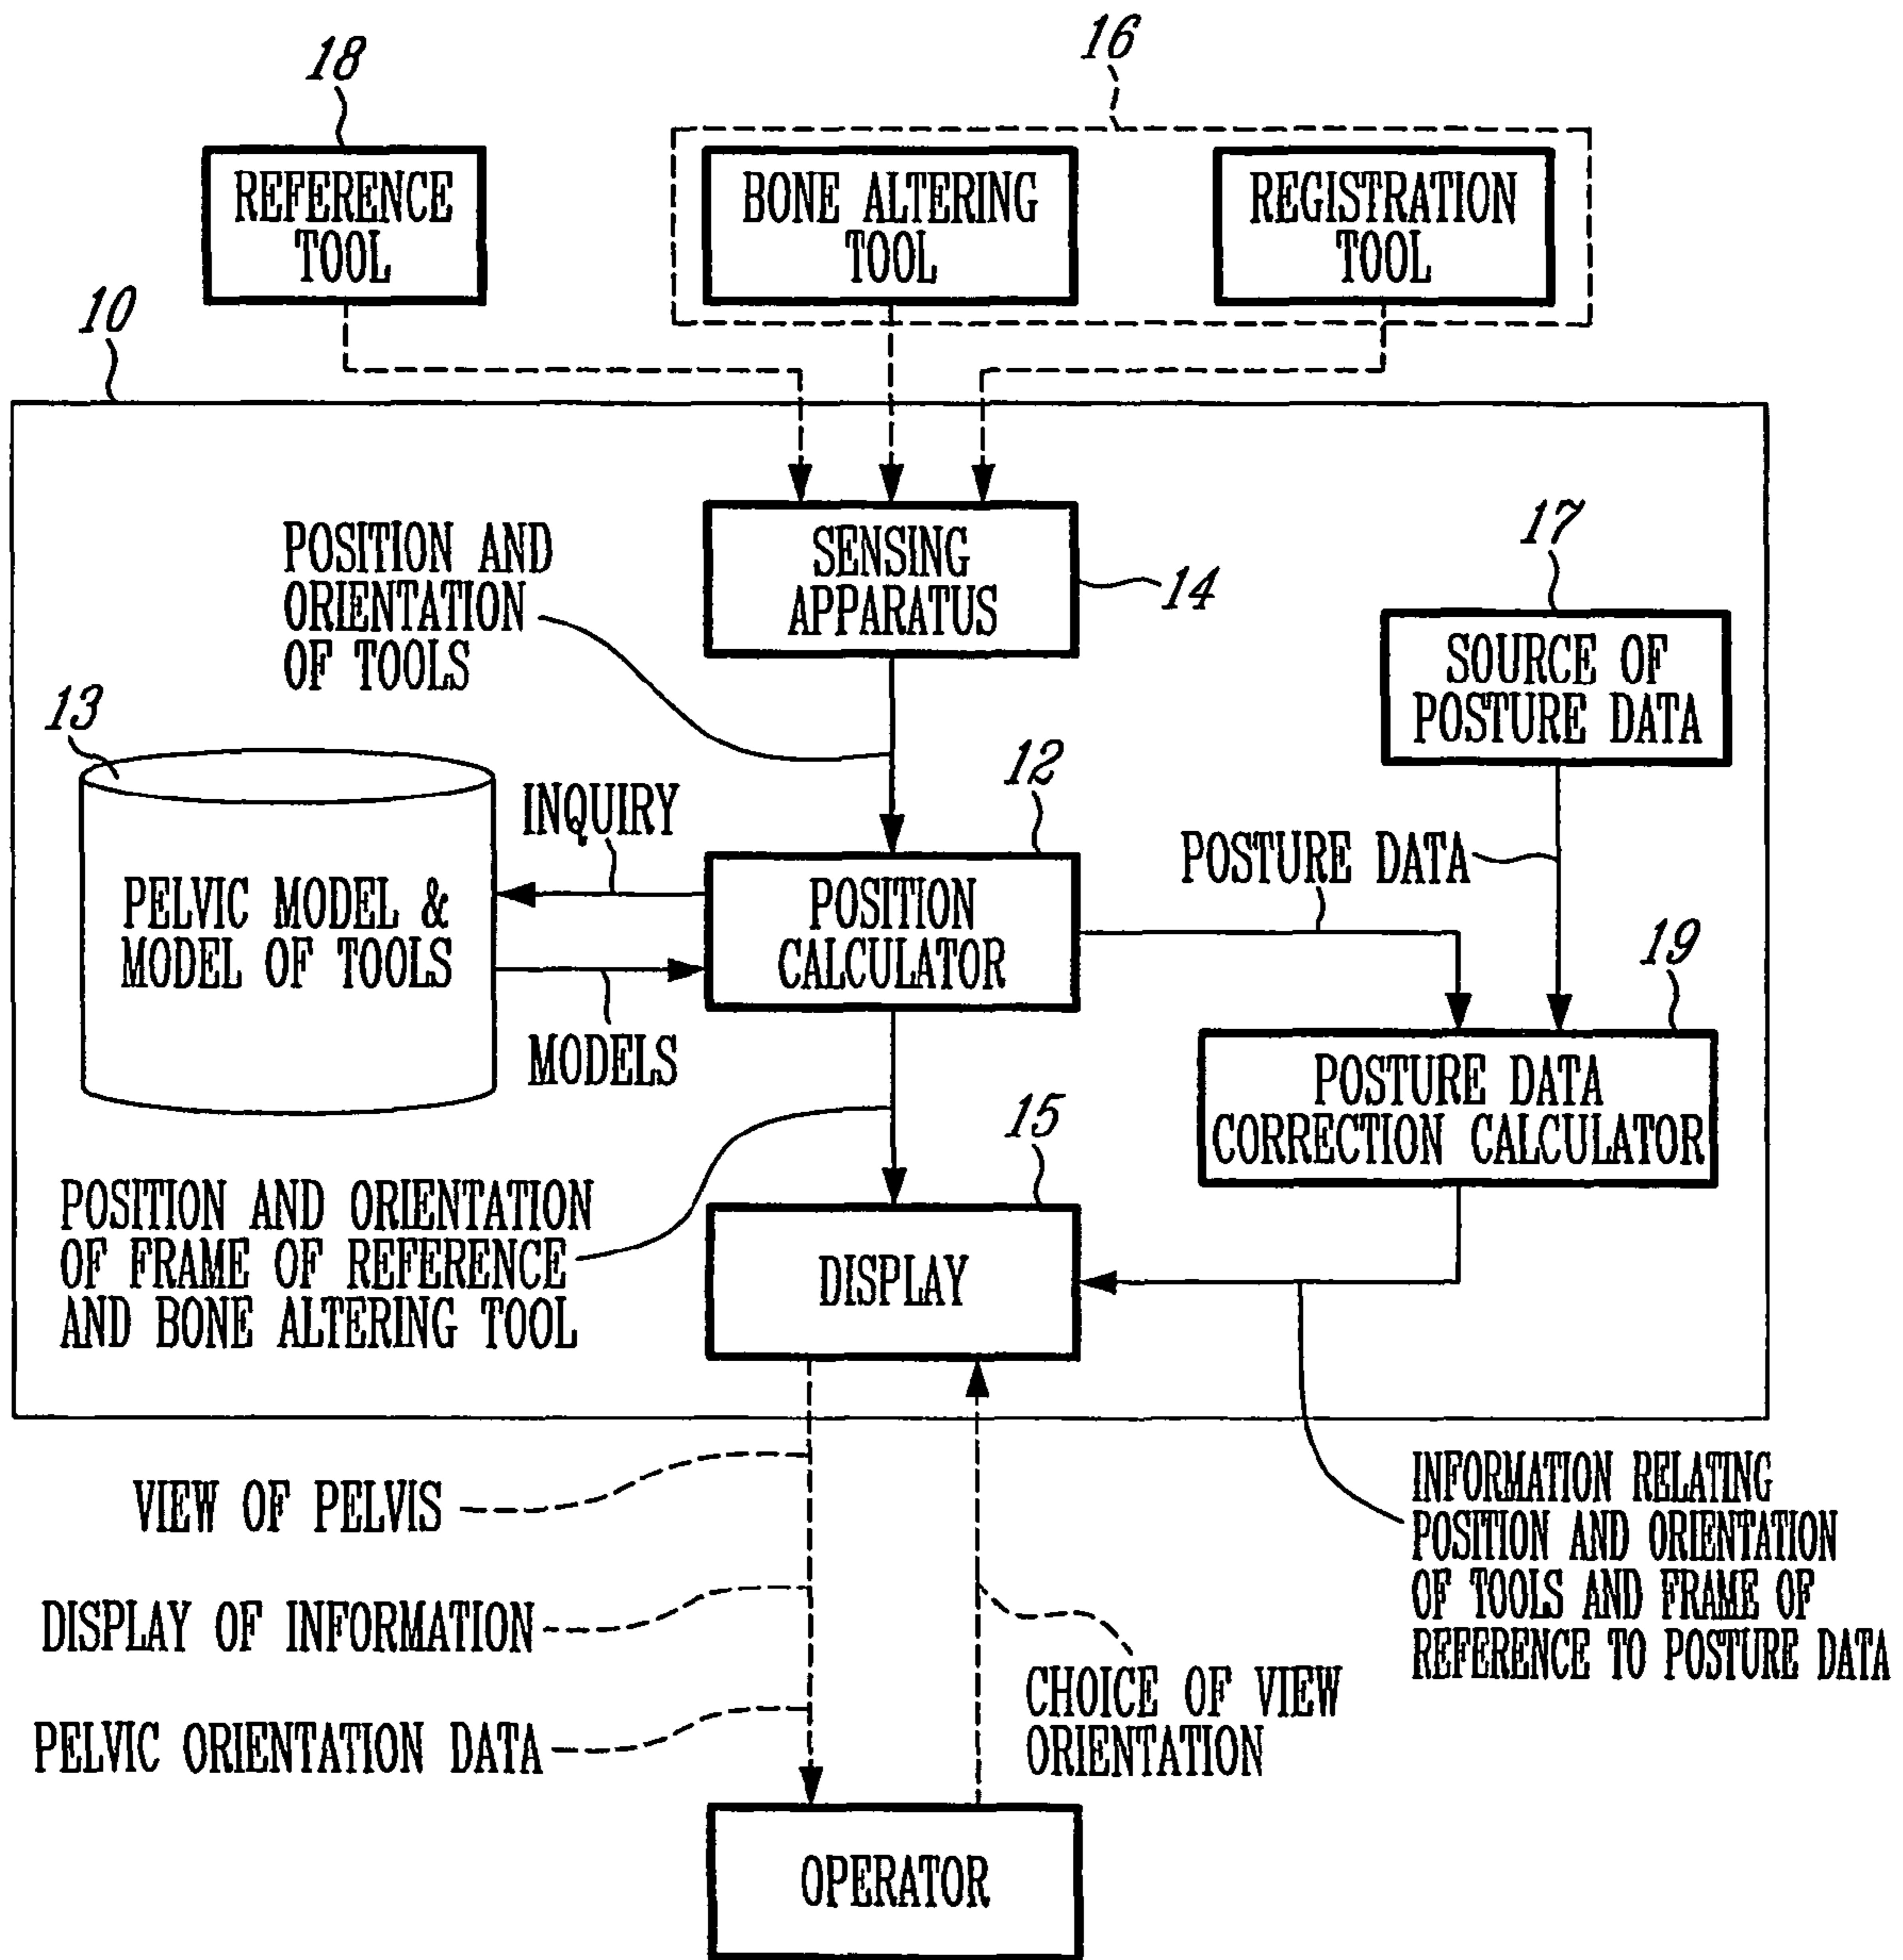 16
18
REFERENCE
TOOL
BONE ALTERING
TOOL
REGISTRATION
TOOL
10
POSITION AND
ORIENTATION
OF TOOLS
SENSING
APPARATUS
14
17
SOURCE OF
POSTURE DATA
13
PELVIC MODEL &
MODEL OF TOOLS
INQUIRY
MODELS
12
POSITION
CALCULATOR
POSTURE DATA
19
POSTURE DATA
CORRECTION CALCULATOR
15
POSITION AND ORIENTATION
OF FRAME OF REFERENCE
AND BONE ALTERING TOOL
DISPLAY
VIEW OF PELVIS
DISPLAY OF INFORMATION
PELVIC ORIENTATION DATA
CHOICE OF VIEW
ORIENTATION
INFORMATION RELATING
POSITION AND ORIENTATION
OF TOOLS AND FRAME OF
REFERENCE TO POSTURE DATA
OPERATOR